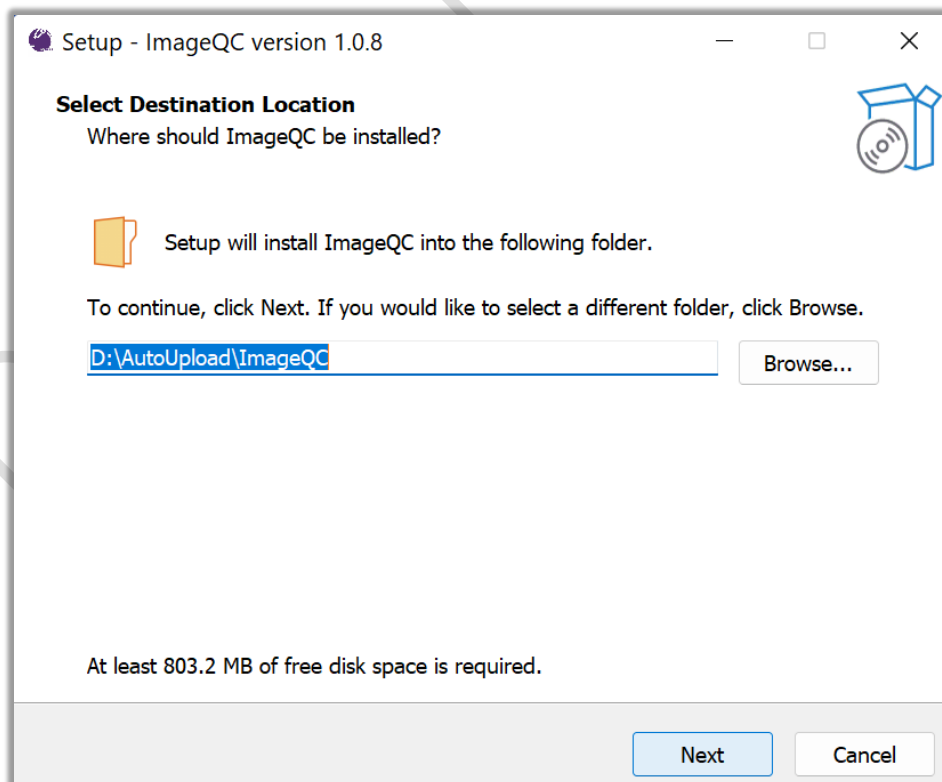 Setup - ImageQC version 1.0.8
Select Destination Location
Where should ImageQC be installed?
Setup will install ImageQC into the following folder.
To continue, click Next. If you would like to select a different folder, click Browse.
D:\AutoUpload\ImageQC
Browse...
At least 803.2 MB of free disk space is required.
Next
Cancel